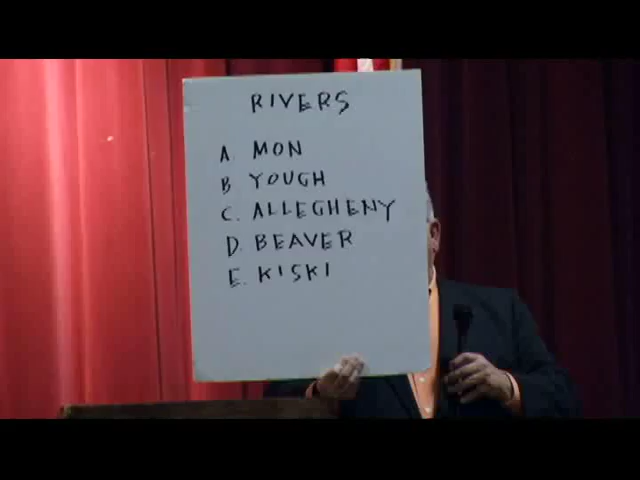 RIVERS
A. MON
B YOUGH
C. ALLEGHENY
D. BEAVER
E. KISKI